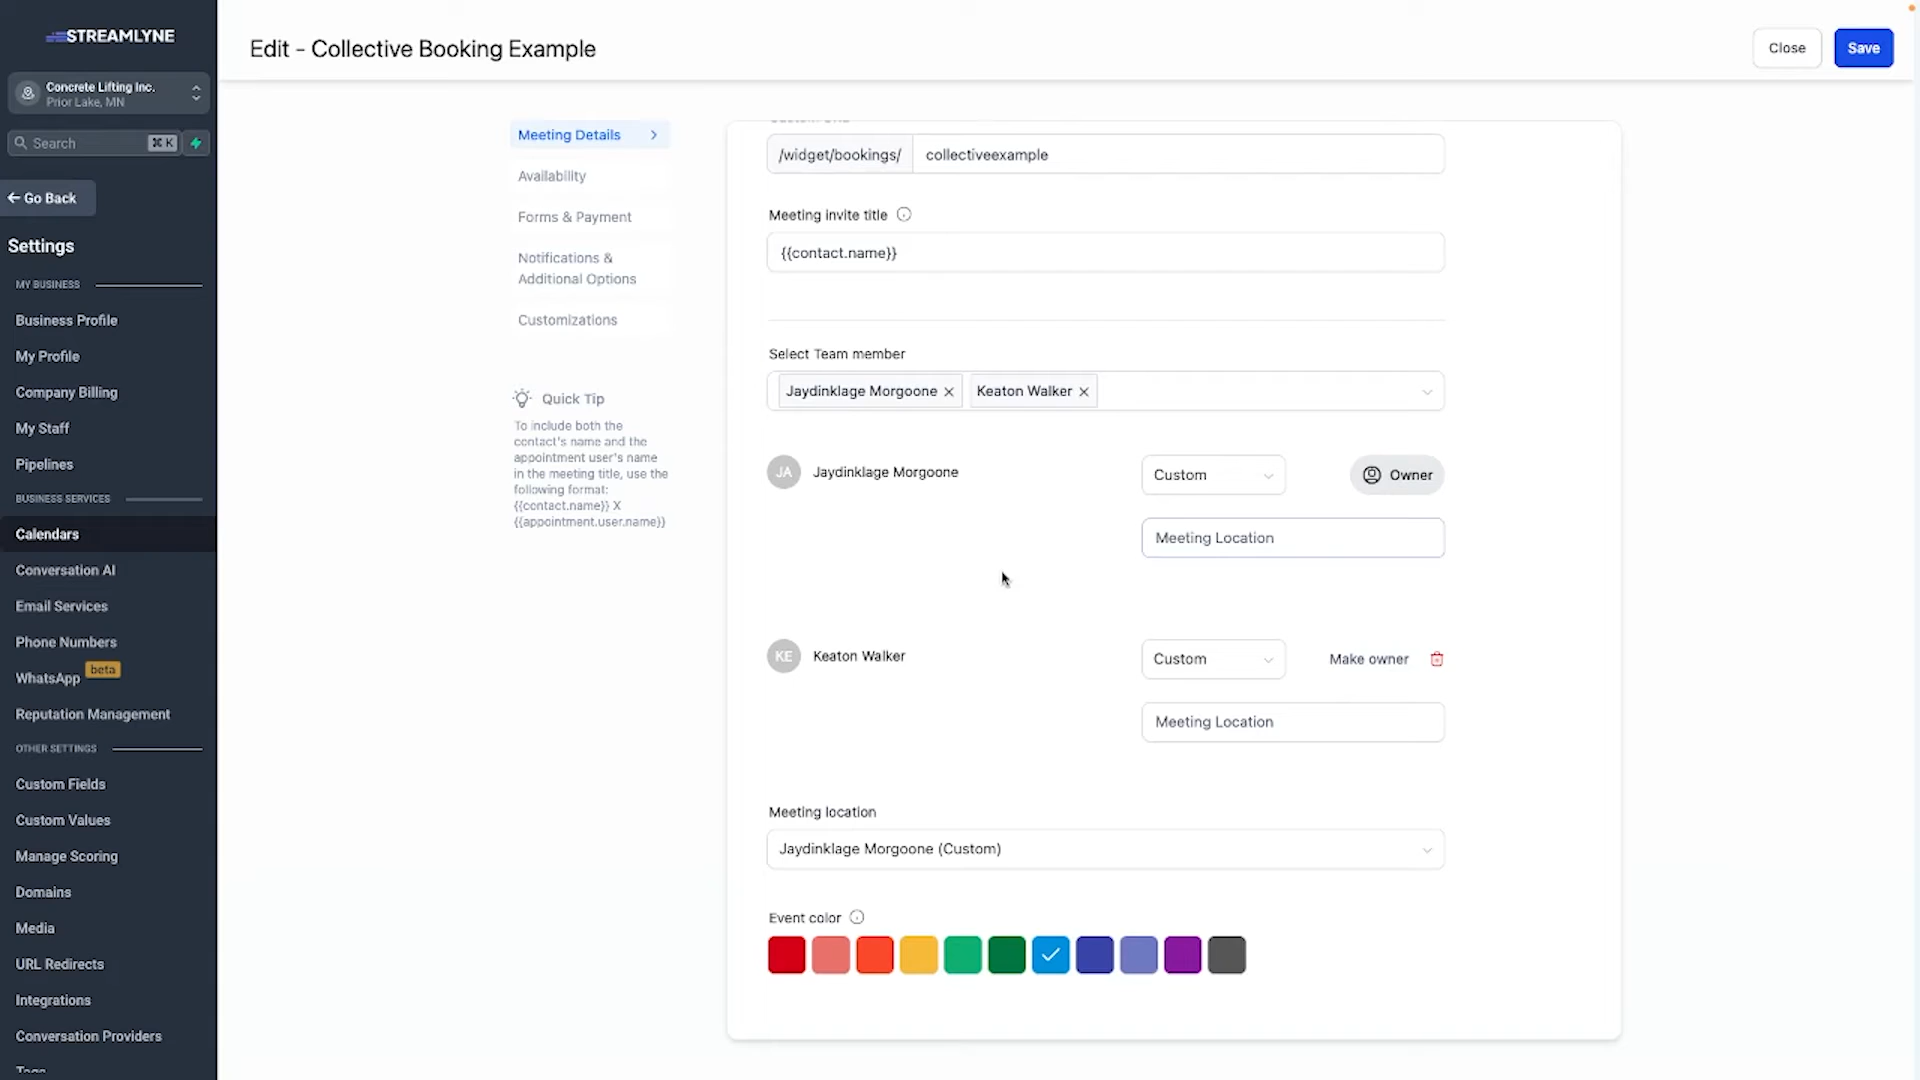 STREAMLYNE
Concrete Lifting Inc.
Prior Lake, MN
Search ⌘ K
← Go Back
Settings
MY BUSINESS
Business Profile
My Profile
Company Billing
My Staff
Pipelines
BUSINESS SERVICES
Calendars
Conversation AI
Email Services
Phone Numbers
WhatsApp beta
Reputation Management
OTHER SETTINGS
Custom Fields
Custom Values
Manage Scoring
Domains
Media
URL Redirects
Integrations
Conversation Providers
Tags
Edit - Collective Booking Example
Close
Save
Meeting Details
Availability
Forms & Payment
Notifications &
Additional Options
Customizations
Quick Tip
To include both the
contact's name and the
appointment user's name
in the meeting title, use the
following format:
{{contact.name}} X
{{appointment.user.name}}
Custom URL
/widget/bookings/ collectiveexample
Meeting invite title
{{contact.name}}
Select Team member
Jaydinklage Morgoone × Keaton Walker ×
JA Jaydinklage Morgoone Custom Owner
Meeting Location
KE Keaton Walker Custom Make owner
Meeting Location
Meeting location
Jaydinklage Morgoone (Custom)
Event color